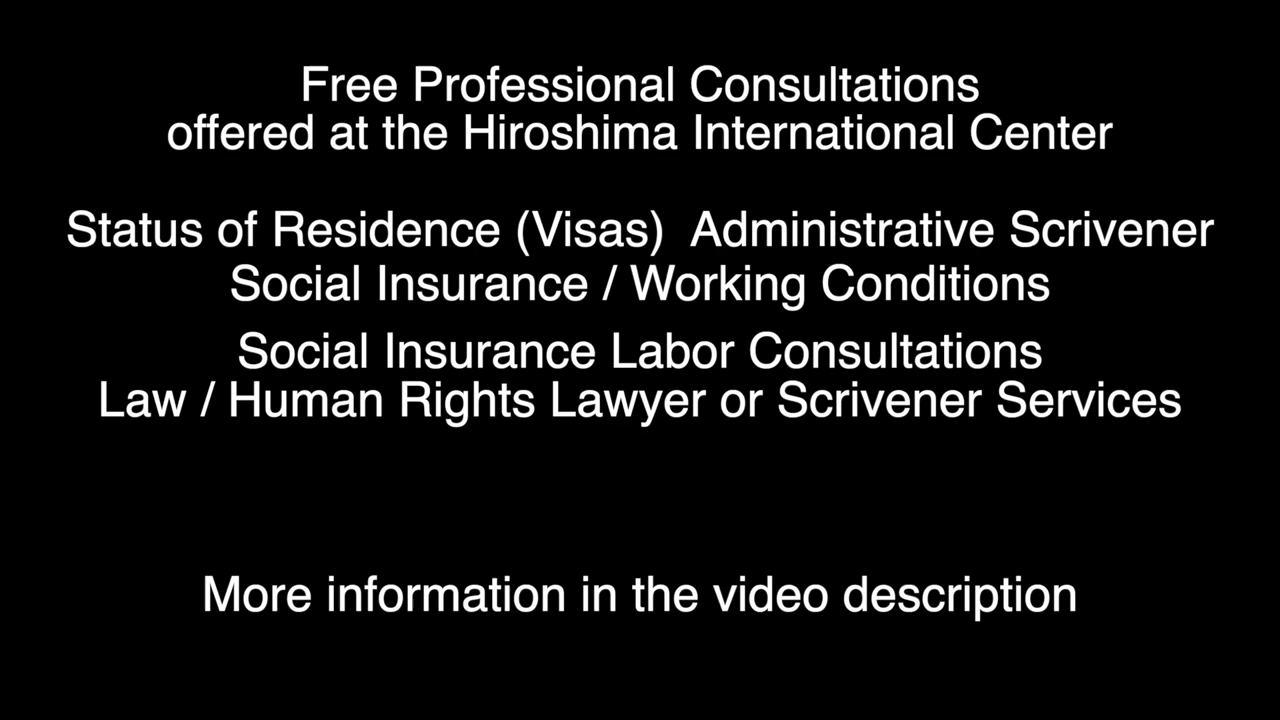 Free Professional Consultations
offered at the Hiroshima International Center
Status of Residence (Visas)  Administrative Scrivener
Social Insurance / Working Conditions
Social Insurance Labor Consultations
Law / Human Rights Lawyer or Scrivener Services
More information in the video description